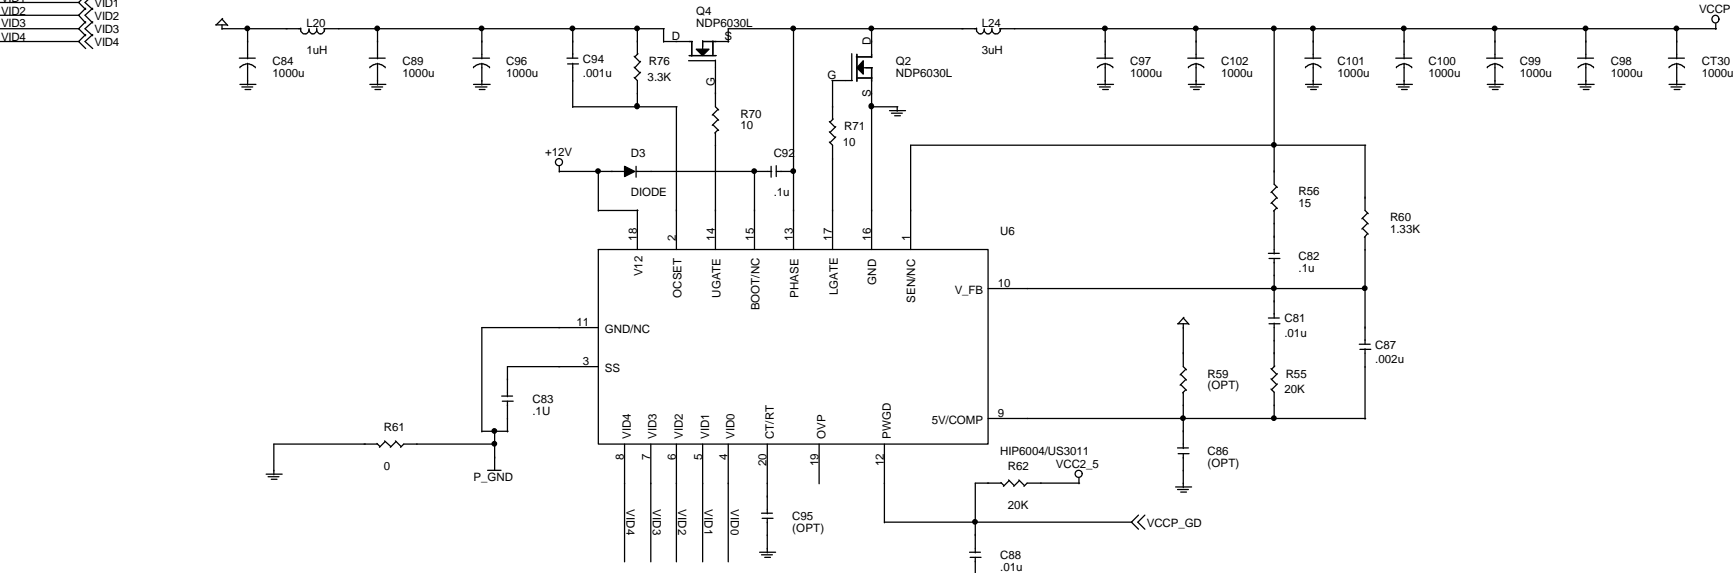 VID1
VID2
VID3
VID4
VID1
VID2
VID3
VID4
L20
1uH
C84
1000u
C89
1000u
C96
1000u
C94
.001u
R76
3.3K
Q4
NDP6030L
D
S
G
R70
10
Q2
NDP6030L
D
G
S
R71
10
L24
3uH
VCCP
C97
1000u
C102
1000u
C101
1000u
C100
1000u
C99
1000u
C98
1000u
CT30
1000u
+12V
D3
DIODE
C92
.1u
R56
15
R60
1.33K
C82
.1u
U6
18
2
14
15
13
17
16
1
V12
OCSET
UGATE
BOOT/NC
PHASE
LGATE
GND
SEN/NC
V_FB
10
C81
.01u
C87
.002u
11
GND/NC
3
SS
C83
.1U
R59
(OPT)
R55
20K
5V/COMP
9
R61
0
P_GND
VID4
VID3
VID2
VID1
VID0
CT/RT
OVP
PWGD
8
7
6
5
4
20
19
12
C86
(OPT)
HIP6004/US3011
R62
20K
VCC2_5
VID4
VID3
VID2
VID1
VID0
C95
(OPT)
VCCP_GD
C88
.01u